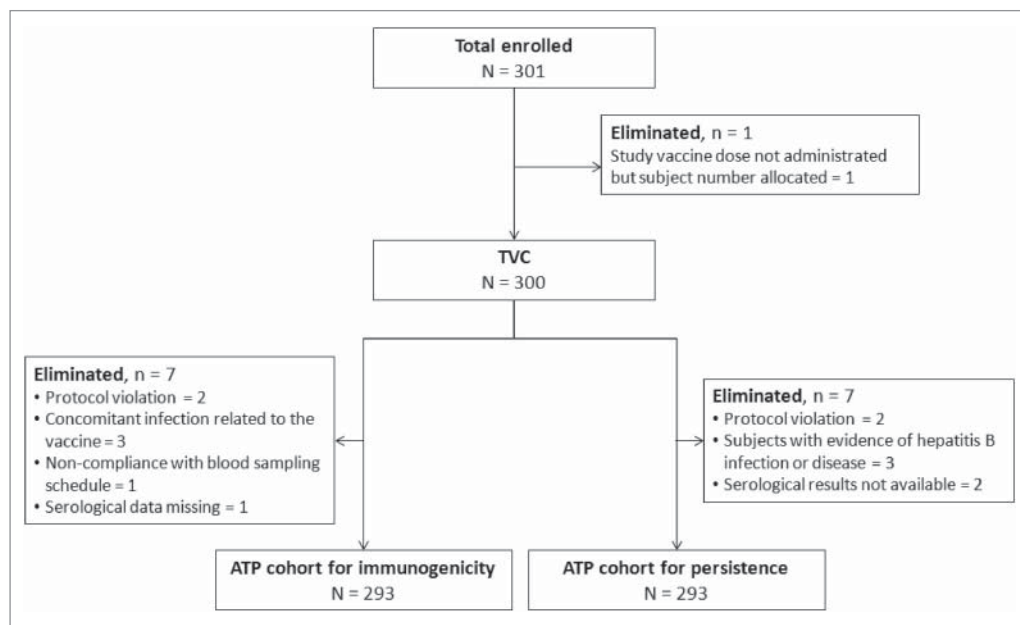 Total enrolled
N = 301
Eliminated, n = 1
Study vaccine dose not administrated
but subject number allocated = 1
TVC
N = 300
Eliminated, n = 7
• Protocol violation = 2
• Concomitant infection related to the
vaccine = 3
• Non-compliance with blood sampling
schedule = 1
• Serological data missing = 1
Eliminated, n = 7
• Protocol violation = 2
• Subjects with evidence of hepatitis B
infection or disease = 3
• Serological results not available = 2
ATP cohort for immunogenicity
N = 293
ATP cohort for persistence
N = 293